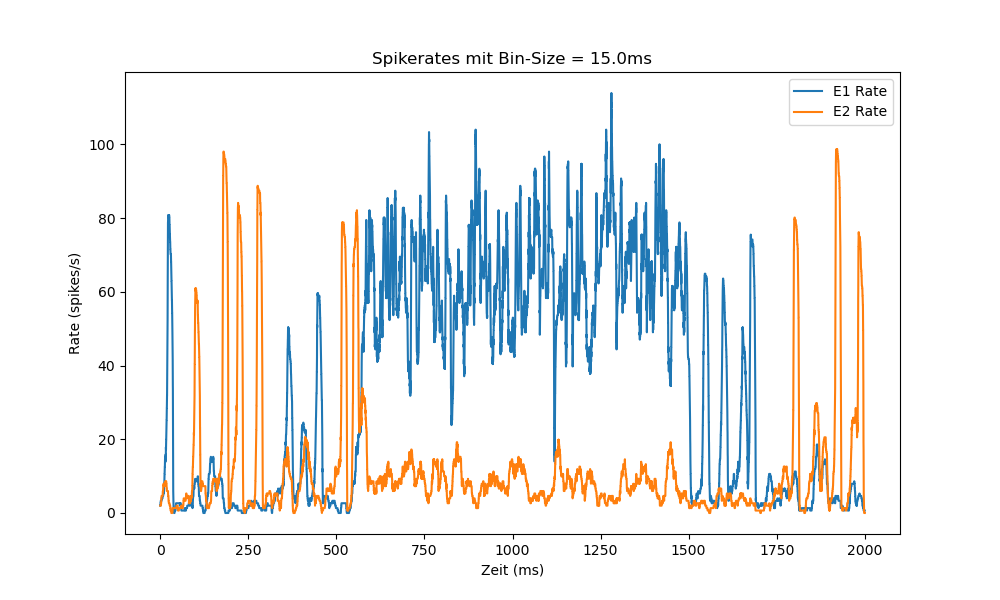 Spikerates mit Bin-Size = 15.0ms
E1 Rate
E2 Rate
Rate (spikes/s)
100
80
60
40
20
0
0 250 500 750 1000 1250 1500 1750 2000
Zeit (ms)